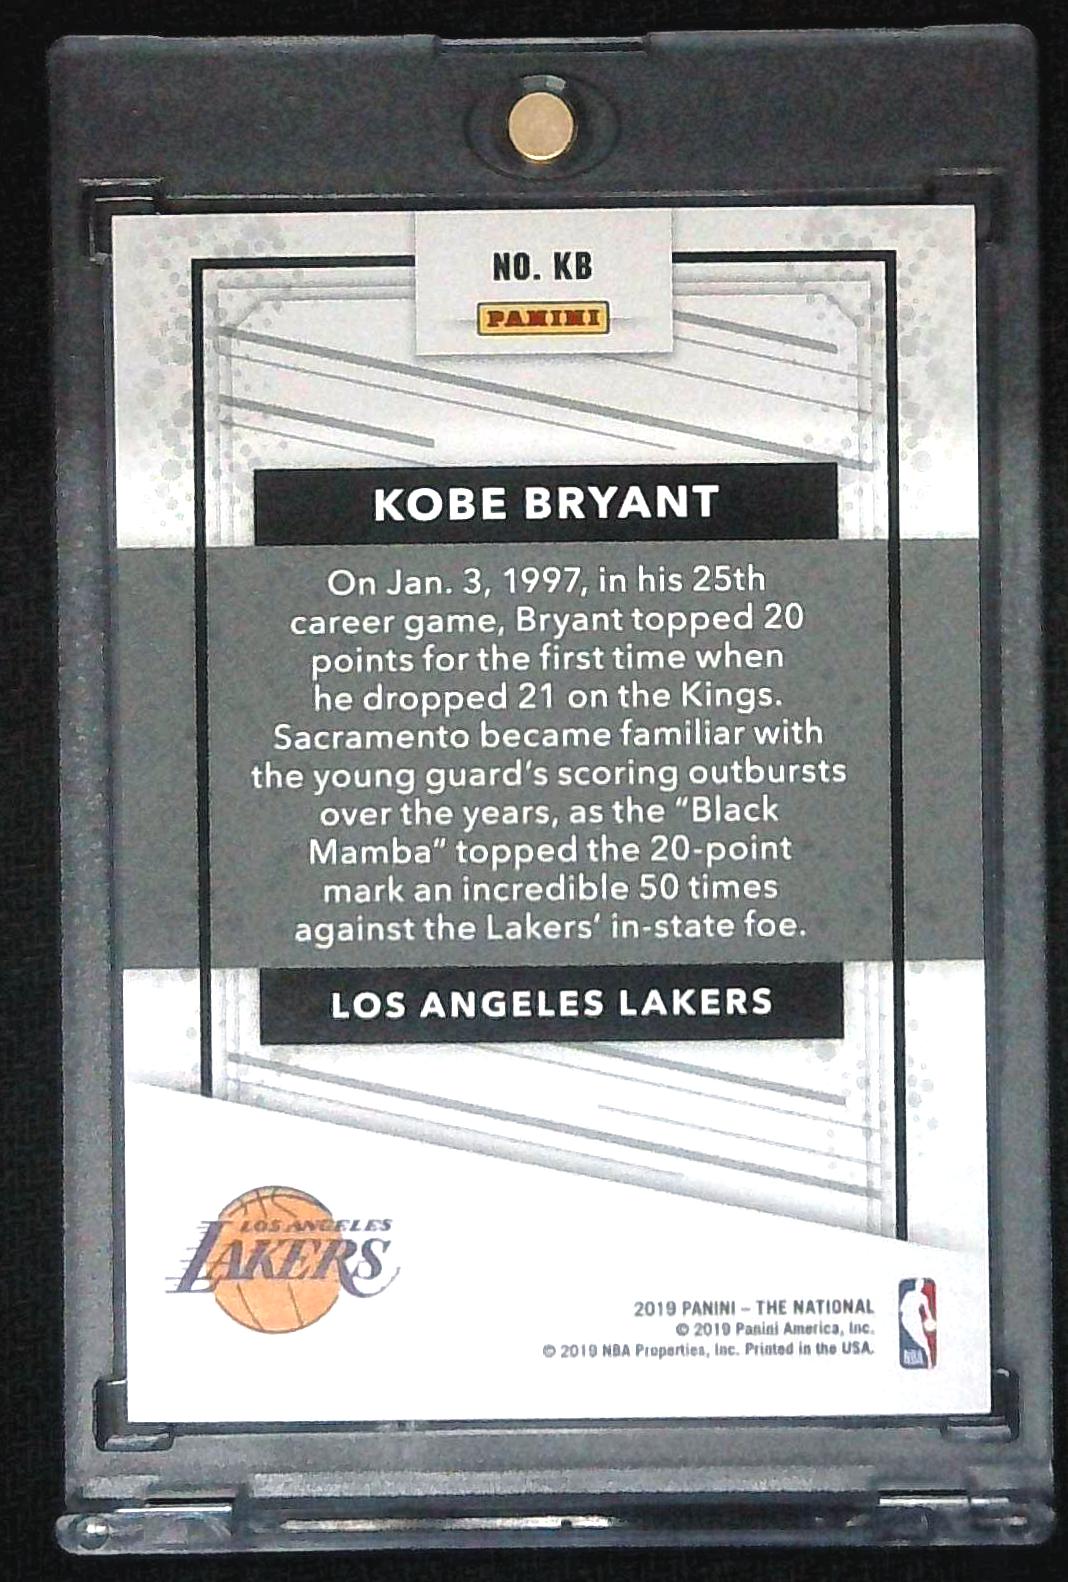 NO. KB
PANINI
KOBE BRYANT
On Jan. 3, 1997, in his 25th
career game, Bryant topped 20
points for the first time when
he dropped 21 on the Kings.
Sacramento became familiar with
the young guard's scoring outbursts
over the years, as the "Black
Mamba" topped the 20-point
mark an incredible 50 times
against the Lakers' in-state foe.
LOS ANGELES LAKERS
LOS ANGELES
LAKERS
2019 PANINI – THE NATIONAL
© 2019 Panini America, Inc.
© 2019 NBA Properties, Inc. Printed in the USA.
NBA